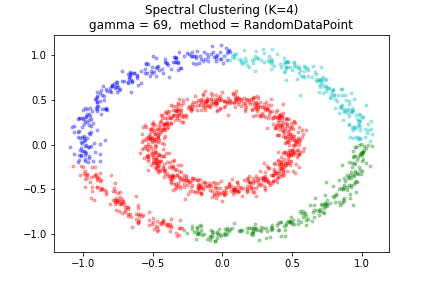 Spectral Clustering (K=4)
gamma = 69,  method = RandomDataPoint
1.0
0.5
0.0
−0.5
−1.0
−1.0 −0.5 0.0 0.5 1.0